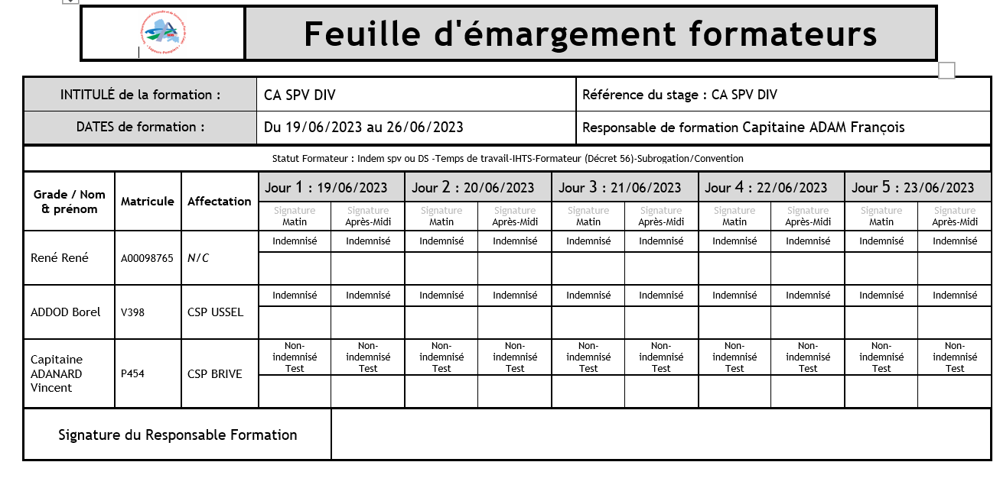 Feuille d'émargement formateurs
INTITULÉ de la formation : CA SPV DIV Référence du stage : CA SPV DIV
DATES de formation : Du 19/06/2023 au 26/06/2023 Responsable de formation Capitaine ADAM François
Statut Formateur : Indem spv ou DS -Temps de travail-IHTS-Formateur (Décret 56)-Subrogation/Convention
Grade / Nom
& prénom
Matricule
Affectation
Jour 1 : 19/06/2023 Jour 2 : 20/06/2023 Jour 3 : 21/06/2023 Jour 4 : 22/06/2023 Jour 5 : 23/06/2023
Signature Signature Signature Signature Signature Signature Signature Signature Signature Signature
Matin Après-Midi Matin Après-Midi Matin Après-Midi Matin Après-Midi Matin Après-Midi
René René A00098765 N/C
Indemnisé Indemnisé Indemnisé Indemnisé Indemnisé Indemnisé Indemnisé Indemnisé Indemnisé Indemnisé
ADDOD Borel V398 CSP USSEL
Indemnisé Indemnisé Indemnisé Indemnisé Indemnisé Indemnisé Indemnisé Indemnisé Indemnisé Indemnisé
Capitaine
ADANARD
Vincent
P454
CSP BRIVE
Non- Non- Non- Non- Non- Non- Non- Non- Non- Non-
indemnisé indemnisé indemnisé indemnisé indemnisé indemnisé indemnisé indemnisé indemnisé indemnisé
Test Test Test Test Test Test Test Test Test Test
Signature du Responsable Formation